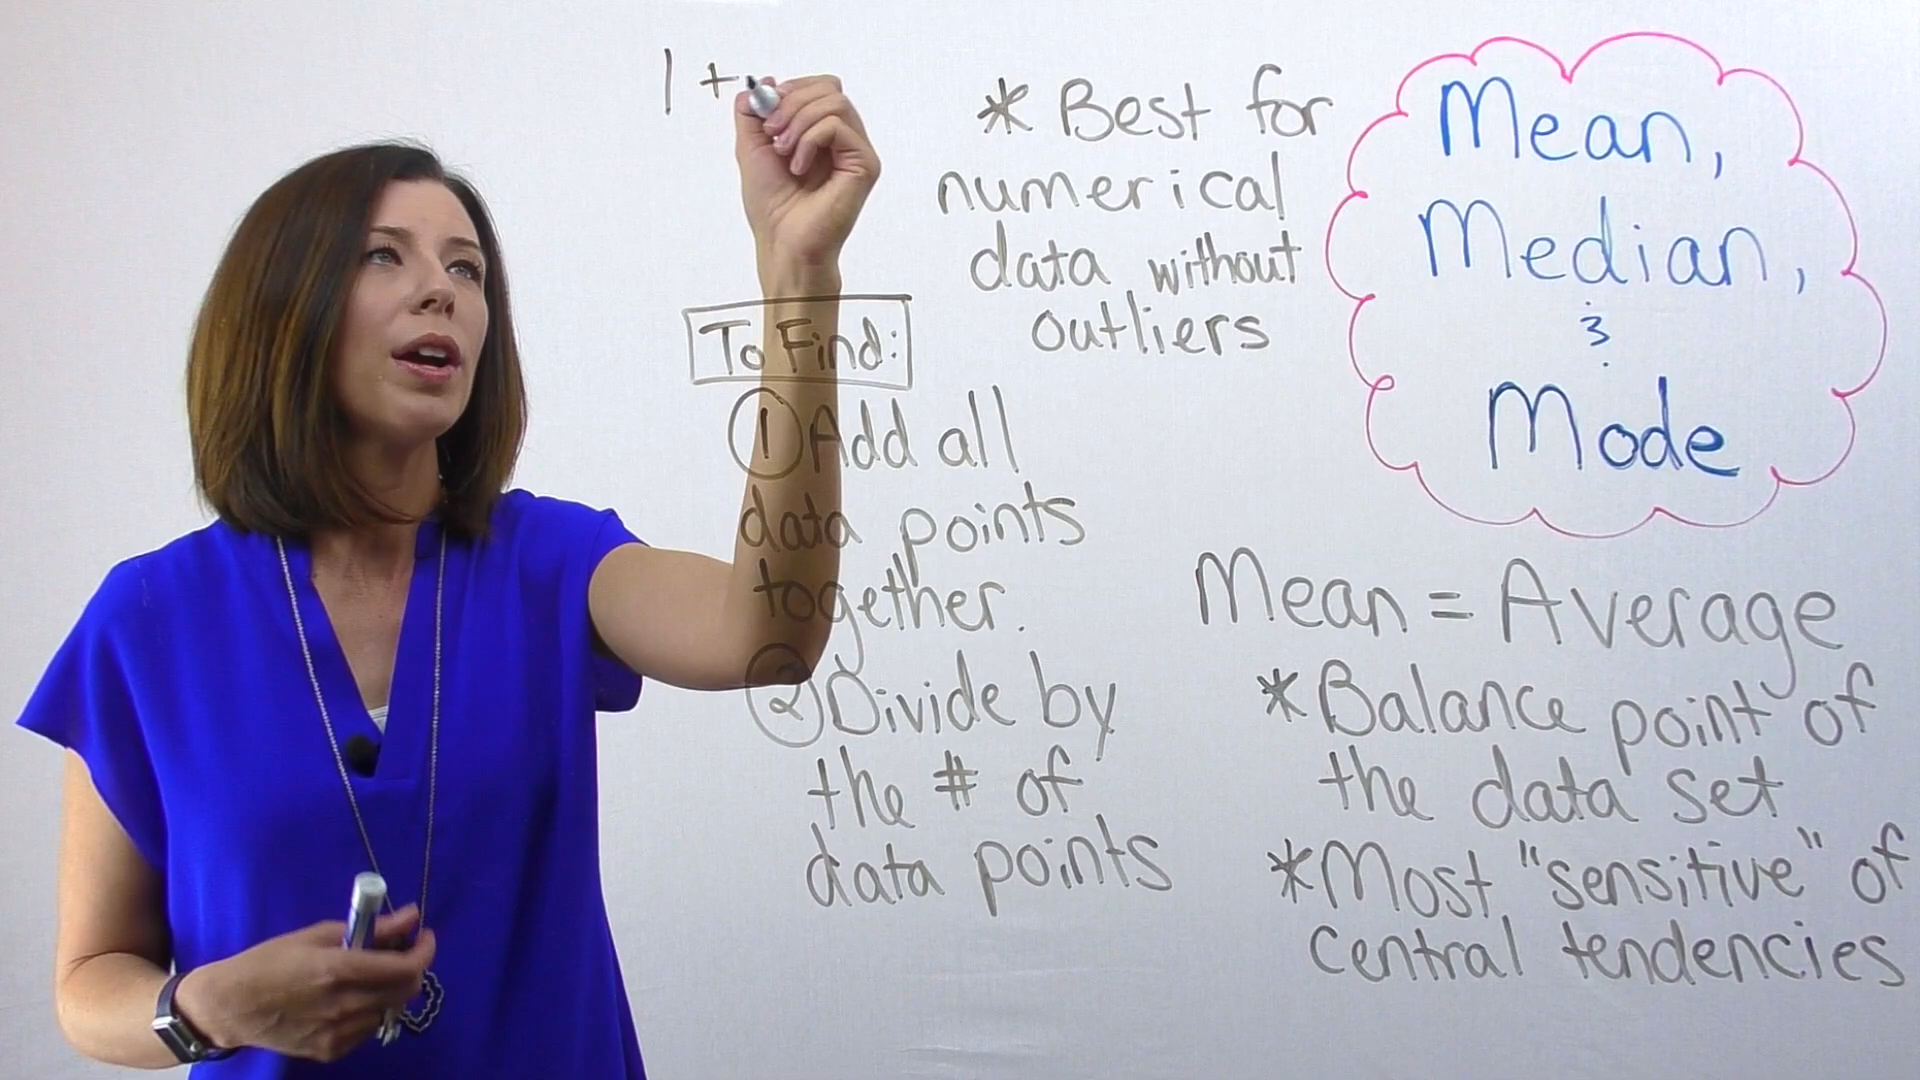 Mean,
Median,
&
Mode
Mean = Average
*Balance point of
the data set
*Most "sensitive" of
central tendencies
* Best for
numerical
data without
outliers
To Find:
① Add all
data points
together.
② Divide by
the # of
data points
1 +